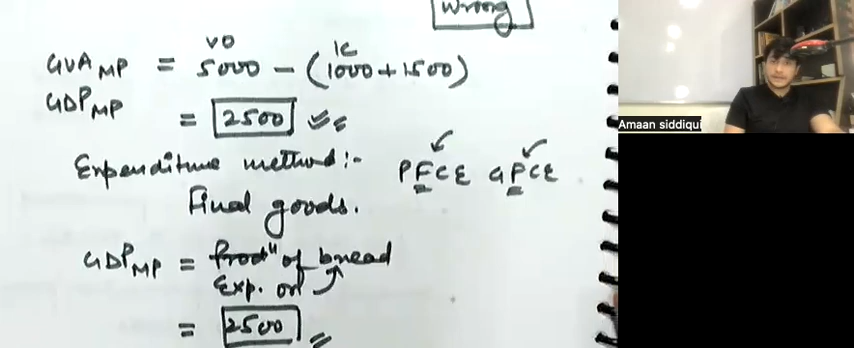 Wrong
VO IC
GVA MP = 5000 - (1000 + 1500)
GDP MP
= 2500
Expenditure method:- PFCE GFCE
Final goods.
GDP MP = Prodⁿ of bread
Exp. on
= 2500
Amaan siddiqui